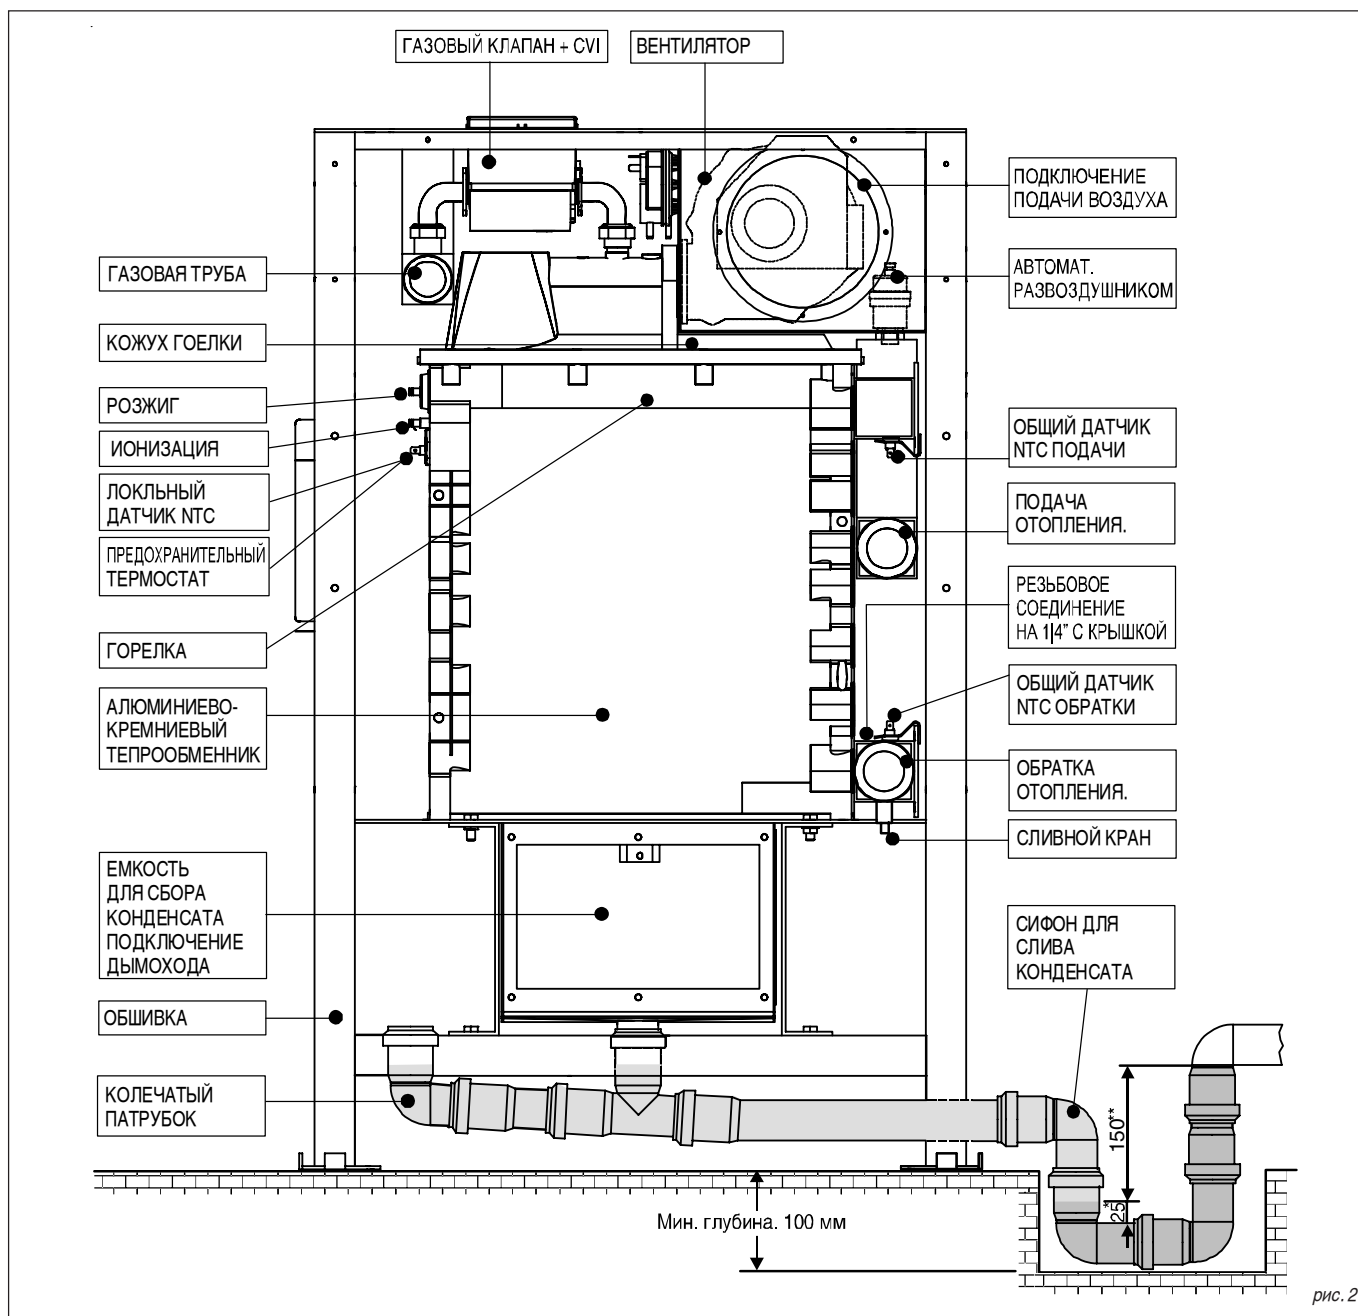 ГАЗОВЫЙ КЛАПАН + CVI
ВЕНТИЛЯТОР
ПОДКЛЮЧЕНИЕ
ПОДАЧИ ВОЗДУХА
ГАЗОВАЯ ТРУБА
АВТОМАТ.
РАЗВОЗДУШНИКОМ
КОЖУХ ГОЕЛКИ
РОЗЖИГ
ИОНИЗАЦИЯ
ОБЩИЙ ДАТЧИК
NTC ПОДАЧИ
ЛОКЛЬНЫЙ
ДАТЧИК NTC
ПОДАЧА
ОТОПЛЕНИЯ.
ПРЕДОХРАНИТЕЛЬНЫЙ
ТЕРМОСТАТ
РЕЗЬБОВОЕ
СОЕДИНЕНИЕ
НА 1|4” С КРЫШКОЙ
ГОРЕЛКА
ОБЩИЙ ДАТЧИК
NTC ОБРАТКИ
АЛЮМИНИЕВО-
КРЕМНИЕВЫЙ
ТЕПРООБМЕННИК
ОБРАТКА
ОТОПЛЕНИЯ.
СЛИВНОЙ КРАН
ЕМКОСТЬ
ДЛЯ СБОРА
КОНДЕНСАТА
ПОДКЛЮЧЕНИЕ
ДЫМОХОДА
СИФОН ДЛЯ
СЛИВА
КОНДЕНСАТА
ОБШИВКА
КОЛЕЧАТЫЙ
ПАТРУБОК
150**
25*
Мин. глубина. 100 мм
рис. 2